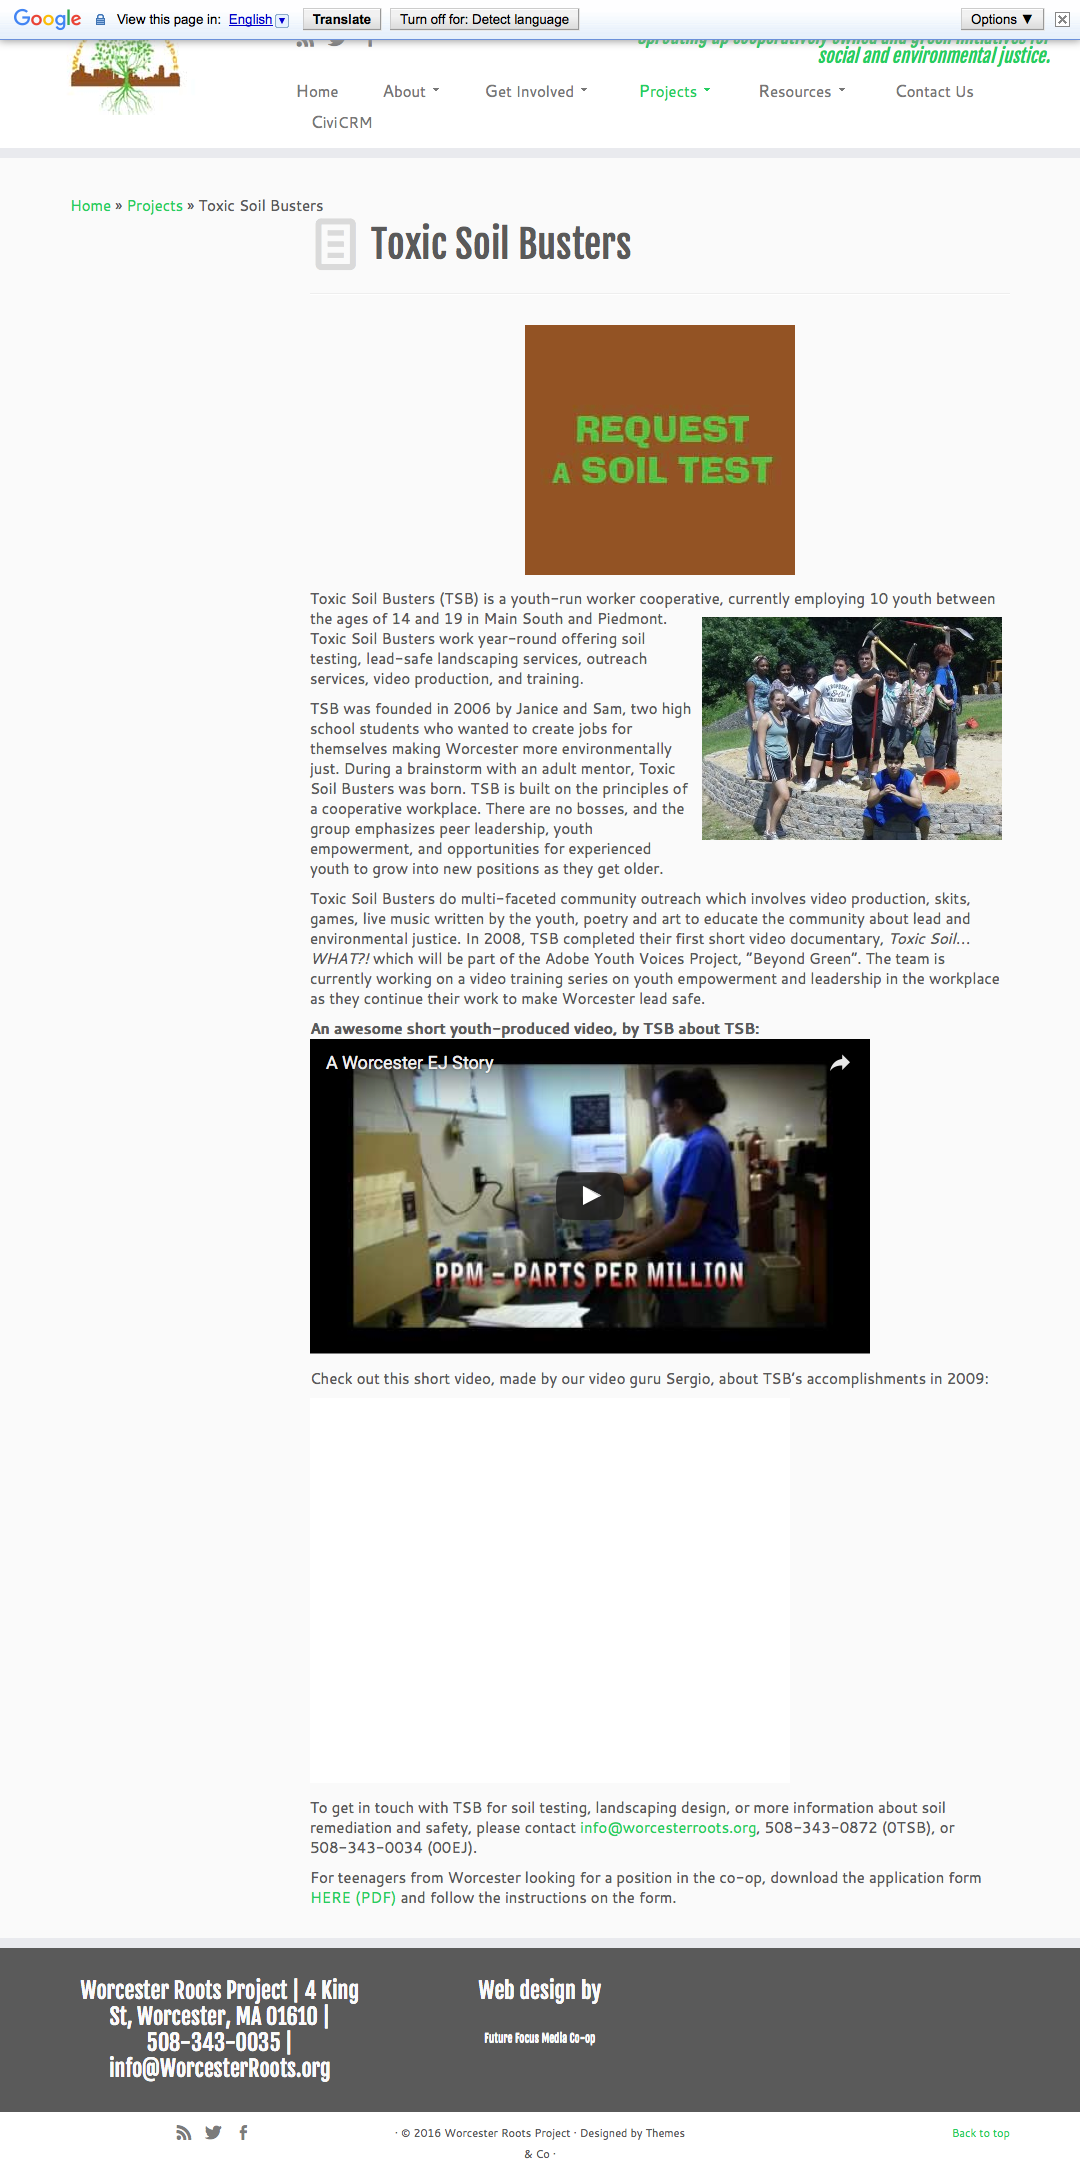 Google View this page in: English ▼ Translate Turn off for: Detect language Options ▼
Sprouting up cooperatively owned and green initiatives for
social and environmental justice.
Home About Get Involved Projects Resources Contact Us
CiviCRM
Home » Projects » Toxic Soil Busters
Toxic Soil Busters
REQUEST
A SOIL TEST
Toxic Soil Busters (TSB) is a youth-run worker cooperative, currently employing 10 youth between
the ages of 14 and 19 in Main South and Piedmont.
Toxic Soil Busters work year-round offering soil
testing, lead-safe landscaping services, outreach
services, video production, and training.
TSB was founded in 2006 by Janice and Sam, two high
school students who wanted to create jobs for
themselves making Worcester more environmentally
just. During a brainstorm with an adult mentor, Toxic
Soil Busters was born. TSB is built on the principles of
a cooperative workplace. There are no bosses, and the
group emphasizes peer leadership, youth
empowerment, and opportunities for experienced
youth to grow into new positions as they get older.
Toxic Soil Busters do multi-faceted community outreach which involves video production, skits,
games, live music written by the youth, poetry and art to educate the community about lead and
environmental justice. In 2008, TSB completed their first short video documentary, Toxic Soil…
WHAT?! which will be part of the Adobe Youth Voices Project, "Beyond Green". The team is
currently working on a video training series on youth empowerment and leadership in the workplace
as they continue their work to make Worcester lead safe.
An awesome short youth-produced video, by TSB about TSB:
A Worcester EJ Story
PPM = PARTS PER MILLION
Check out this short video, made by our video guru Sergio, about TSB's accomplishments in 2009:
To get in touch with TSB for soil testing, landscaping design, or more information about soil
remediation and safety, please contact info@worcesterroots.org, 508-343-0872 (0TSB), or
508-343-0034 (00EJ).
For teenagers from Worcester looking for a position in the co-op, download the application form
HERE (PDF) and follow the instructions on the form.
Worcester Roots Project | 4 King
St, Worcester, MA 01610 |
508-343-0035 |
info@WorcesterRoots.org
Web design by
Future Focus Media Co-op
· © 2016 Worcester Roots Project · Designed by Themes
& Co ·
Back to top